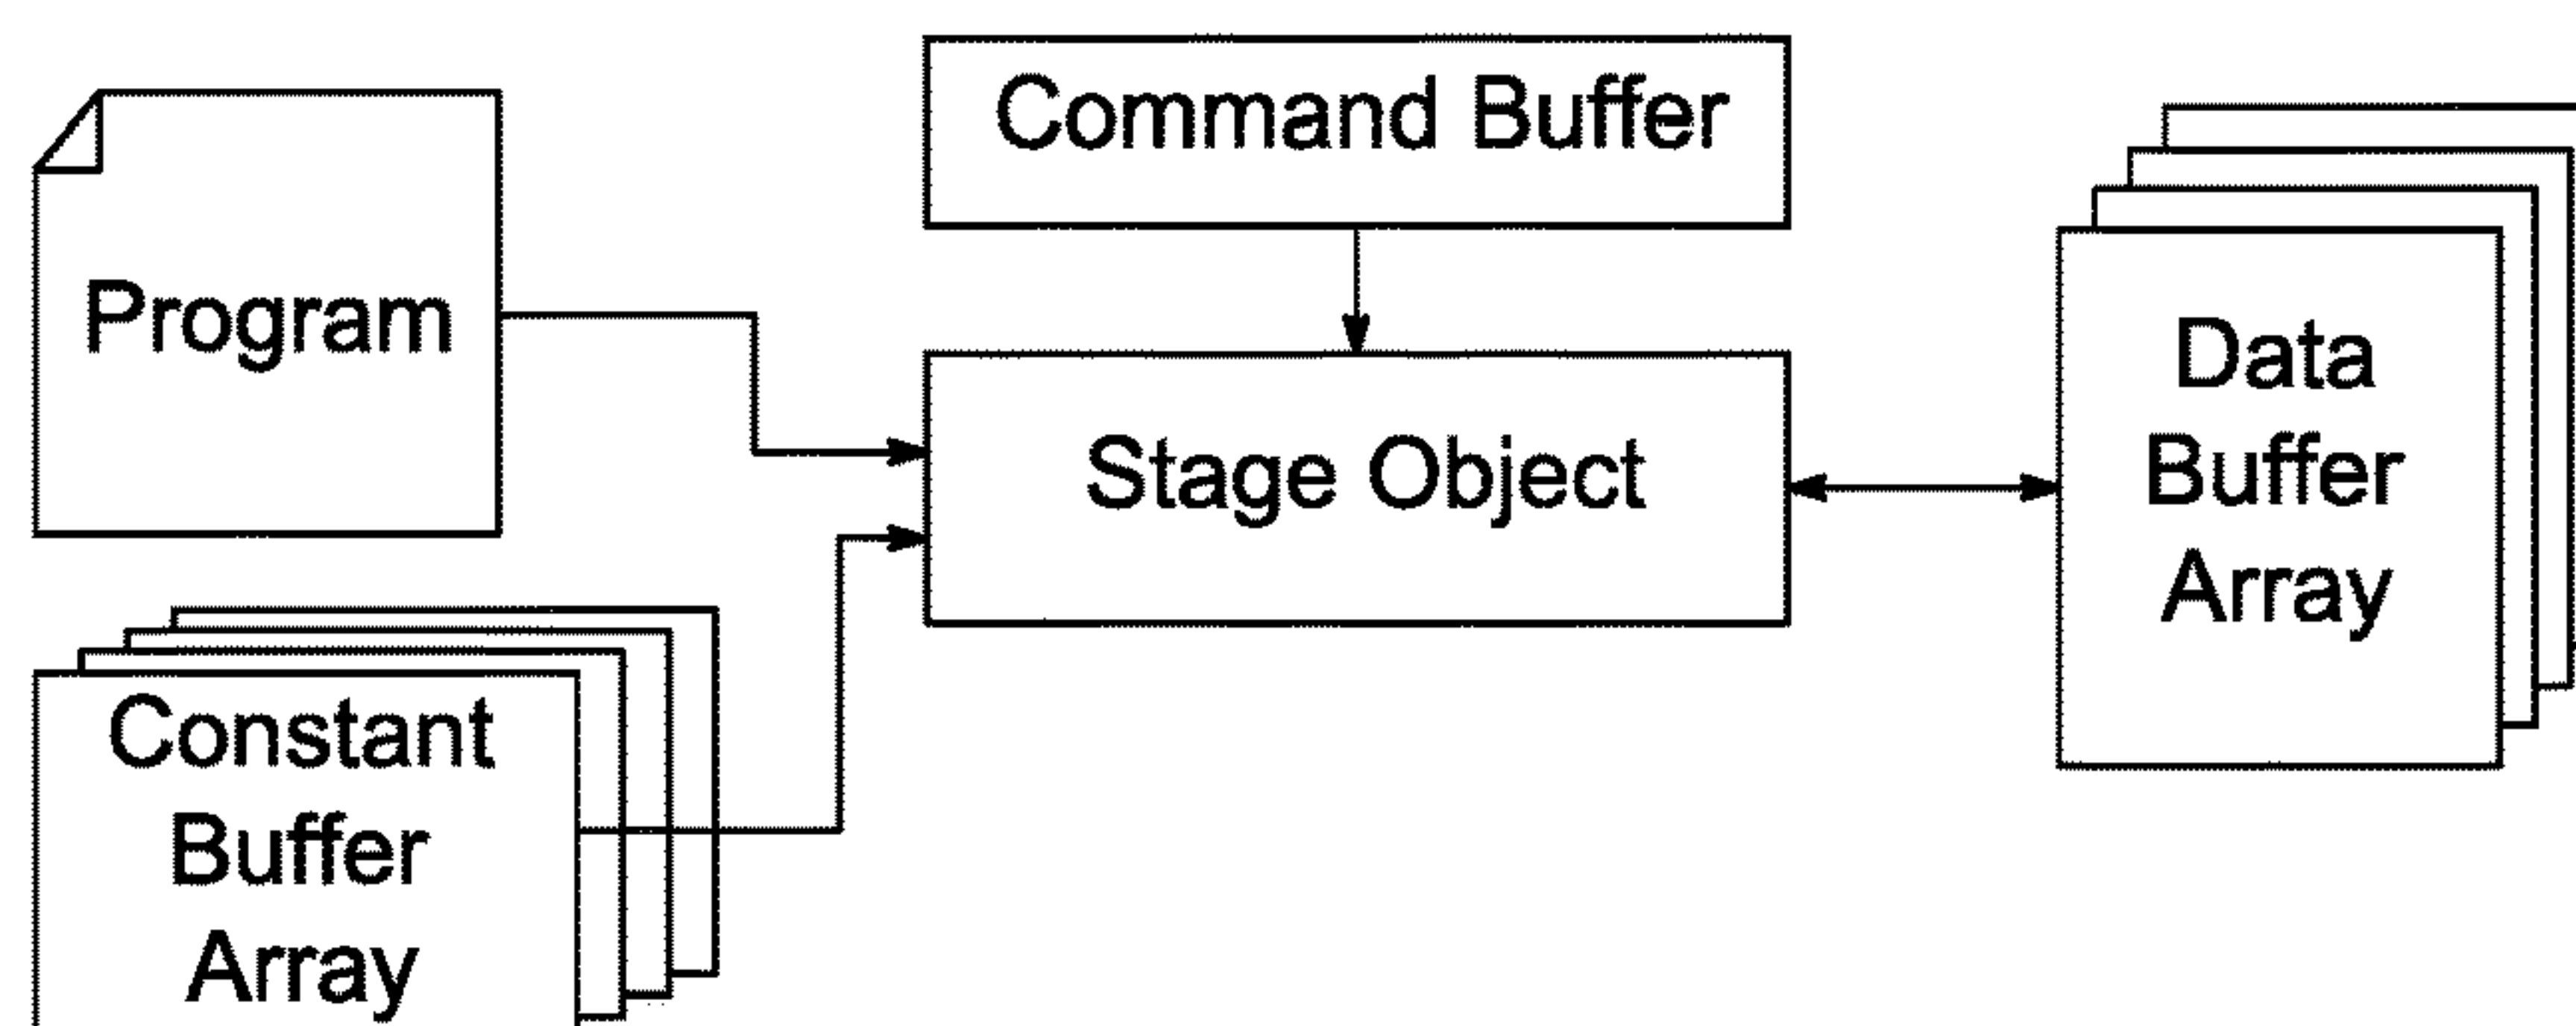 Command Buffer
Program
Stage Object
Data
Buffer
Array
Constant
Buffer
Array